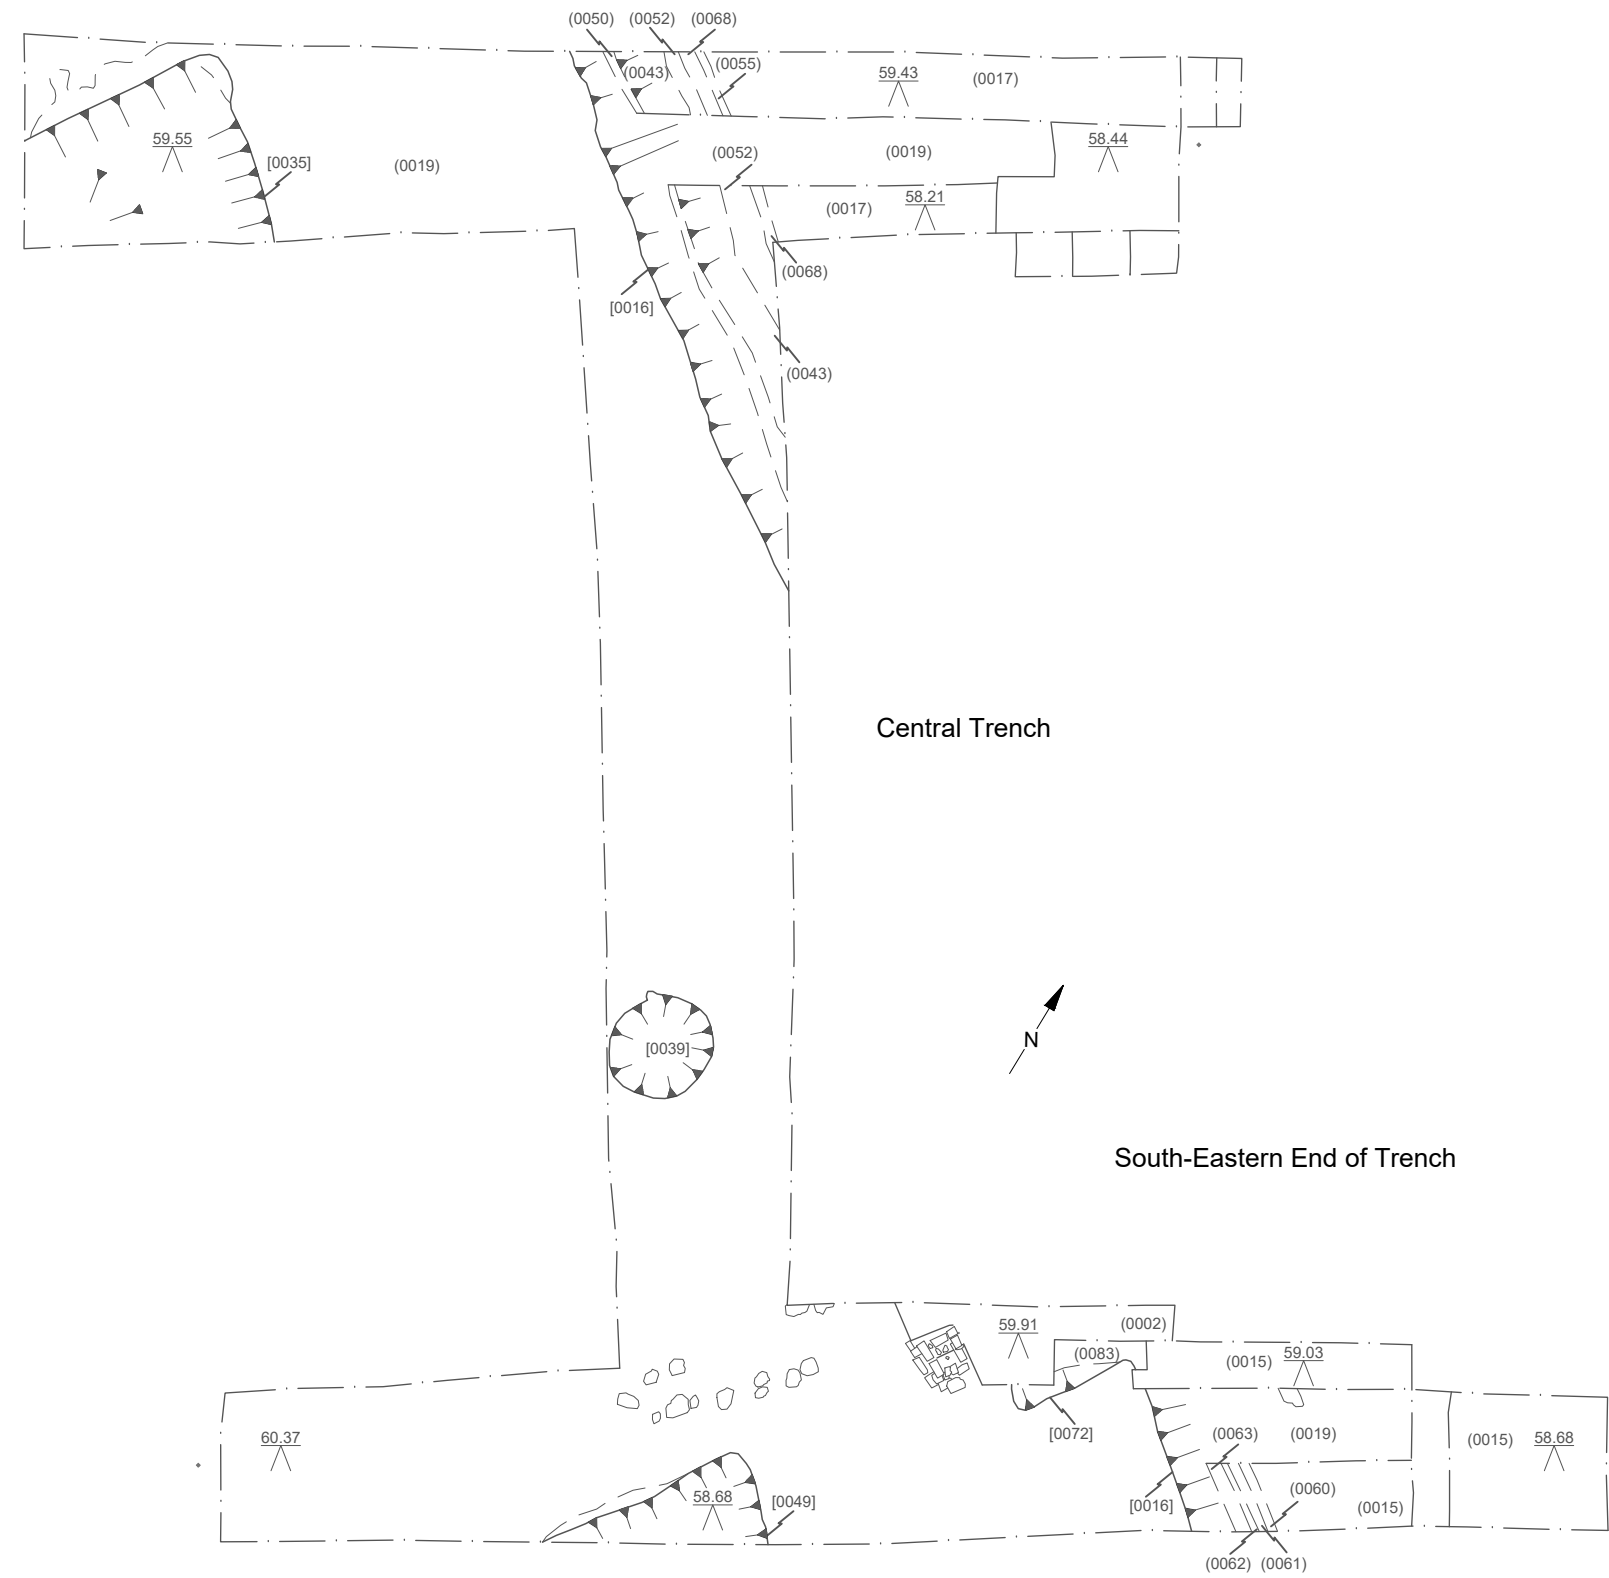 (0050) (0052) (0068)
(0043) (0055) 59.43 (0017)
59.55 [0035] (0019) (0052) (0019) 58.44
(0017) 58.21
(0068)
[0016]
(0043)
Central Trench
N
[0039]
South-Eastern End of Trench
59.91 (0002)
(0083) (0015) 59.03
60.37 [0072] (0063) (0019) (0015) 58.68
58.68 [0049] [0016] (0060) (0015)
(0062) (0061)